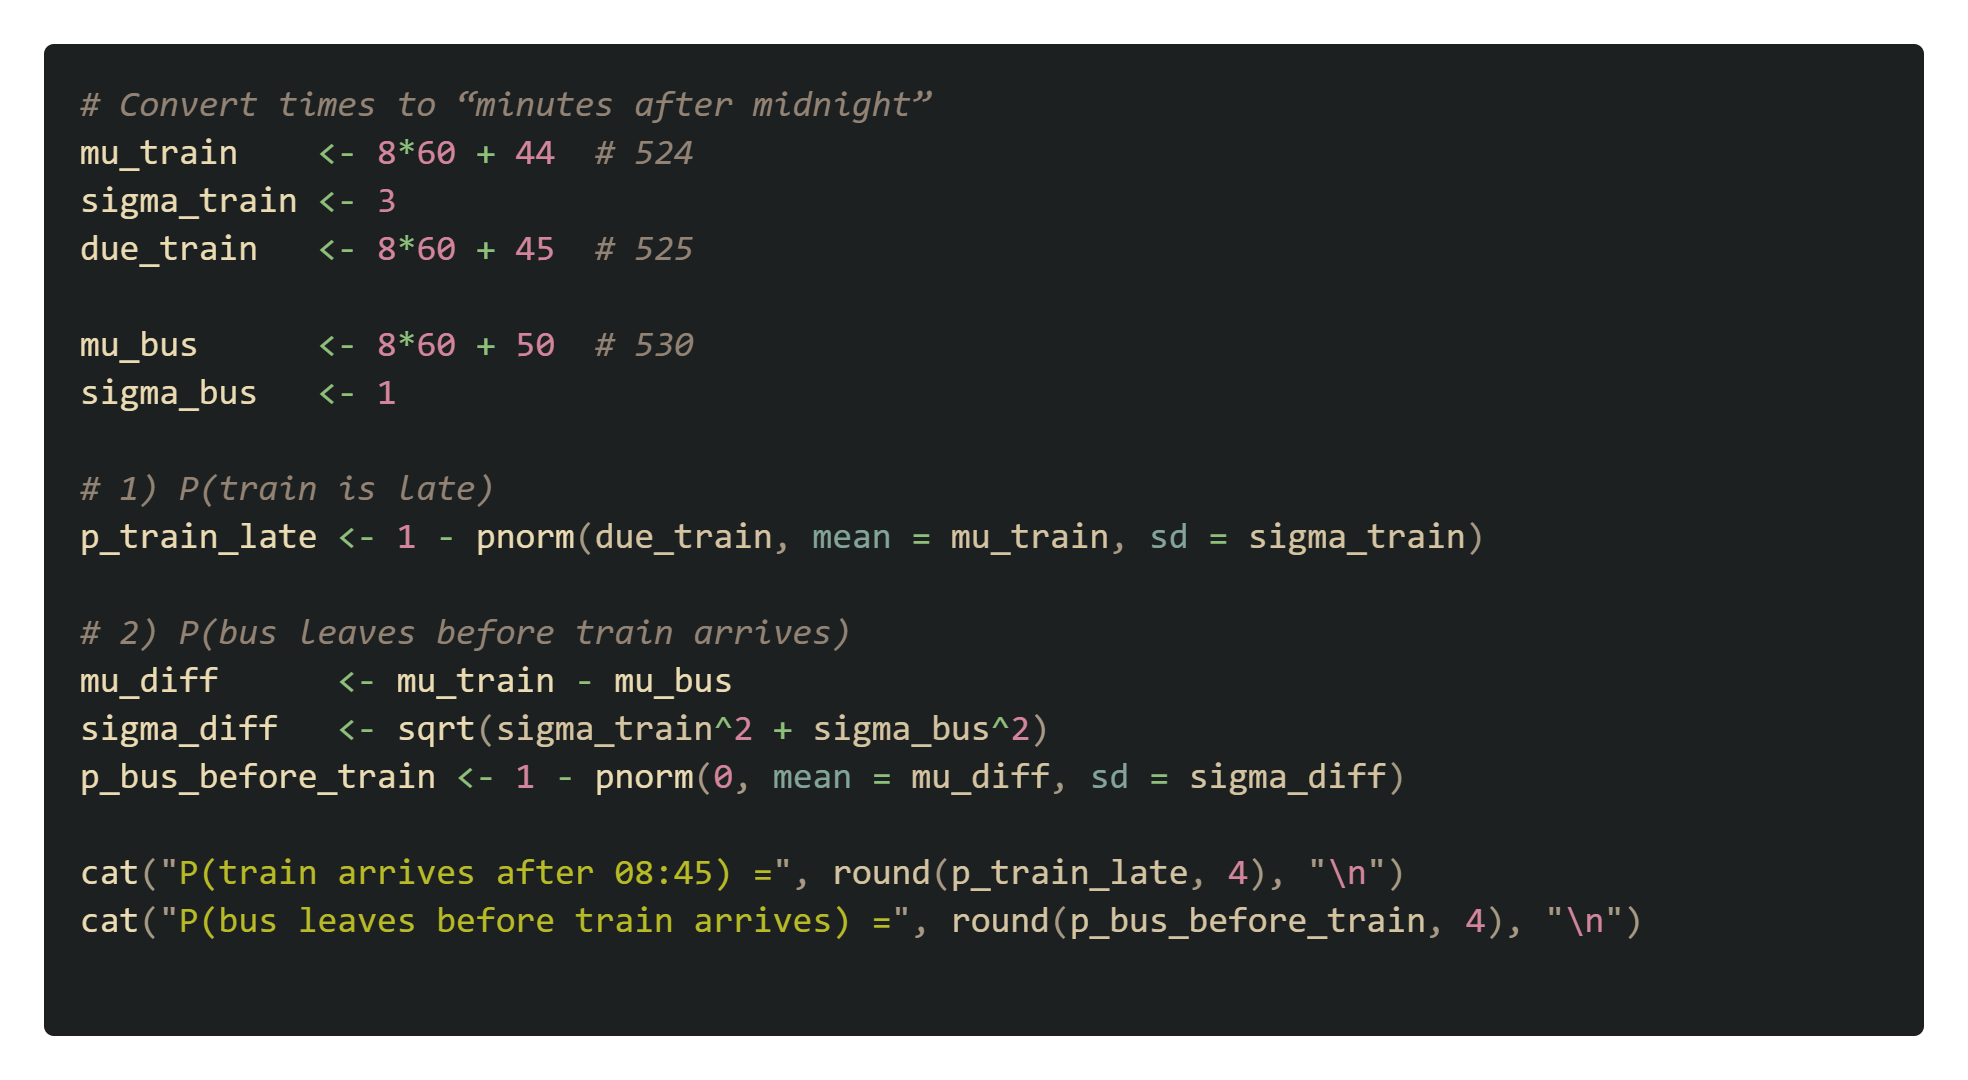 # Convert times to “minutes after midnight”
mu_train    <- 8*60 + 44  # 524
sigma_train <- 3
due_train   <- 8*60 + 45  # 525

mu_bus      <- 8*60 + 50  # 530
sigma_bus   <- 1

# 1) P(train is late)
p_train_late <- 1 - pnorm(due_train, mean = mu_train, sd = sigma_train)

# 2) P(bus leaves before train arrives)
mu_diff      <- mu_train - mu_bus
sigma_diff   <- sqrt(sigma_train^2 + sigma_bus^2)
p_bus_before_train <- 1 - pnorm(0, mean = mu_diff, sd = sigma_diff)

cat("P(train arrives after 08:45) =", round(p_train_late, 4), "\n")
cat("P(bus leaves before train arrives) =", round(p_bus_before_train, 4), "\n")